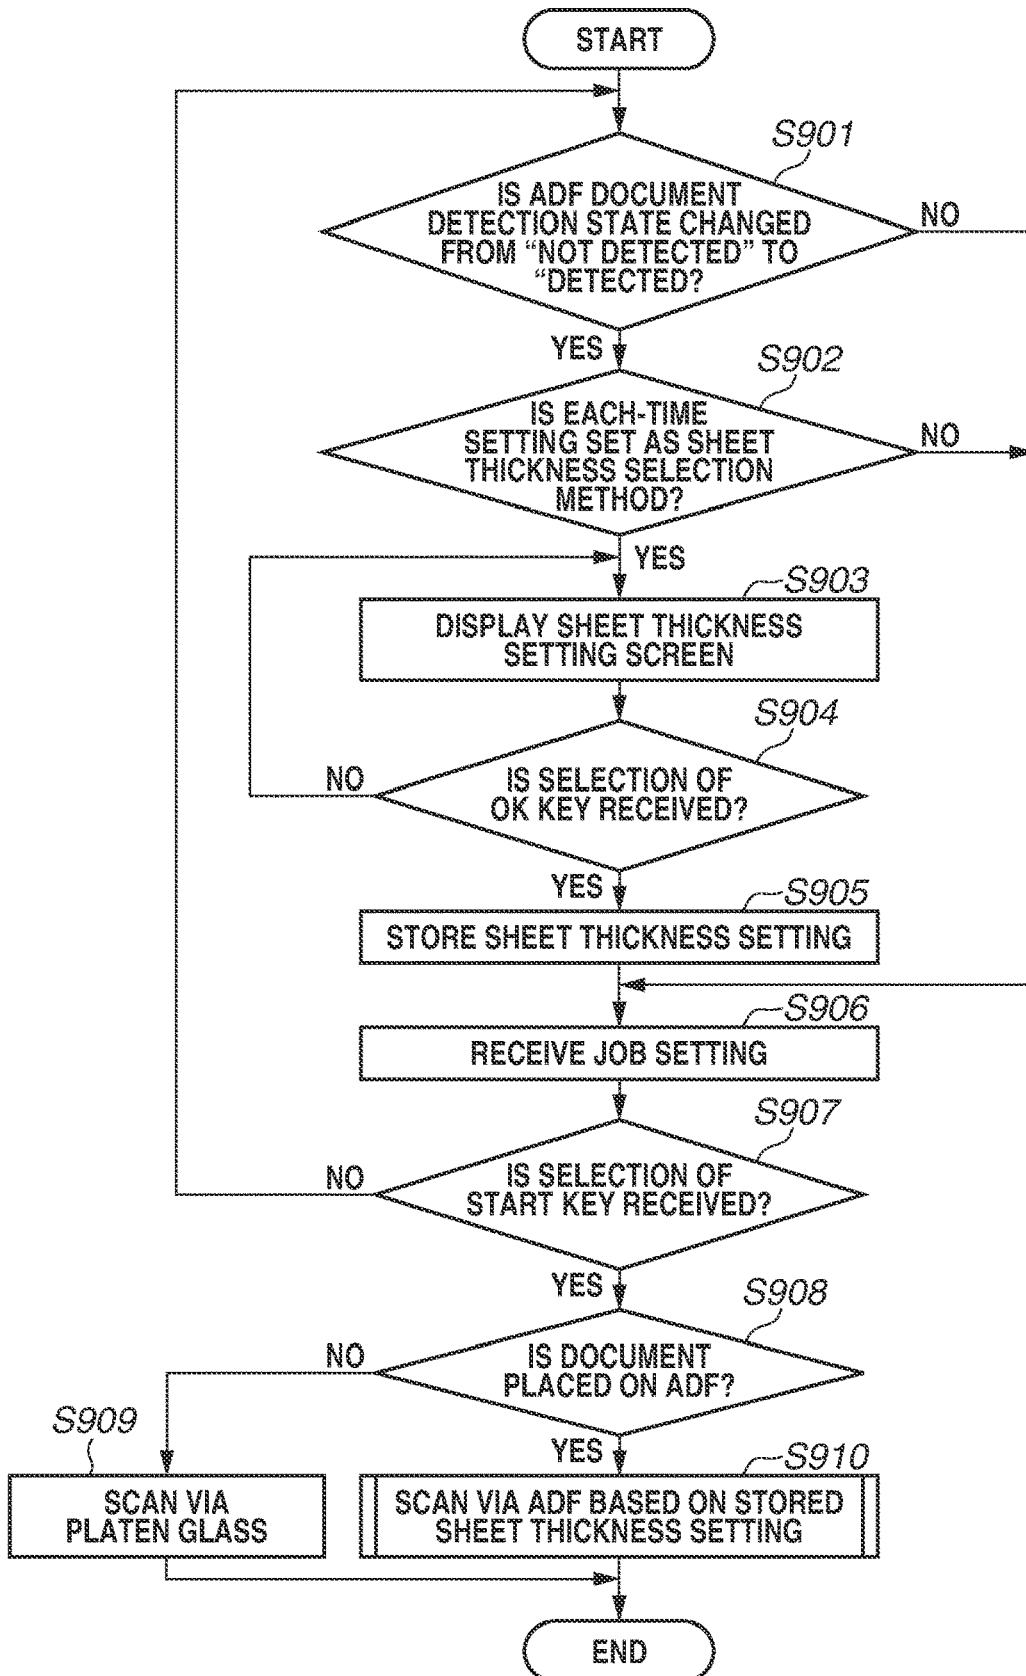 START
S901
IS ADF DOCUMENT
DETECTION STATE CHANGED
FROM “NOT DETECTED” TO
“DETECTED?
NO
YES
S902
IS EACH-TIME
SETTING SET AS SHEET
THICKNESS SELECTION
METHOD?
NO
YES
S903
DISPLAY SHEET THICKNESS
SETTING SCREEN
S904
IS SELECTION OF
OK KEY RECEIVED?
NO
YES
S905
STORE SHEET THICKNESS SETTING
S906
RECEIVE JOB SETTING
S907
IS SELECTION OF
START KEY RECEIVED?
NO
YES
S908
IS DOCUMENT
PLACED ON ADF?
NO
YES
S909
SCAN VIA
PLATEN GLASS
S910
SCAN VIA ADF BASED ON STORED
SHEET THICKNESS SETTING
END